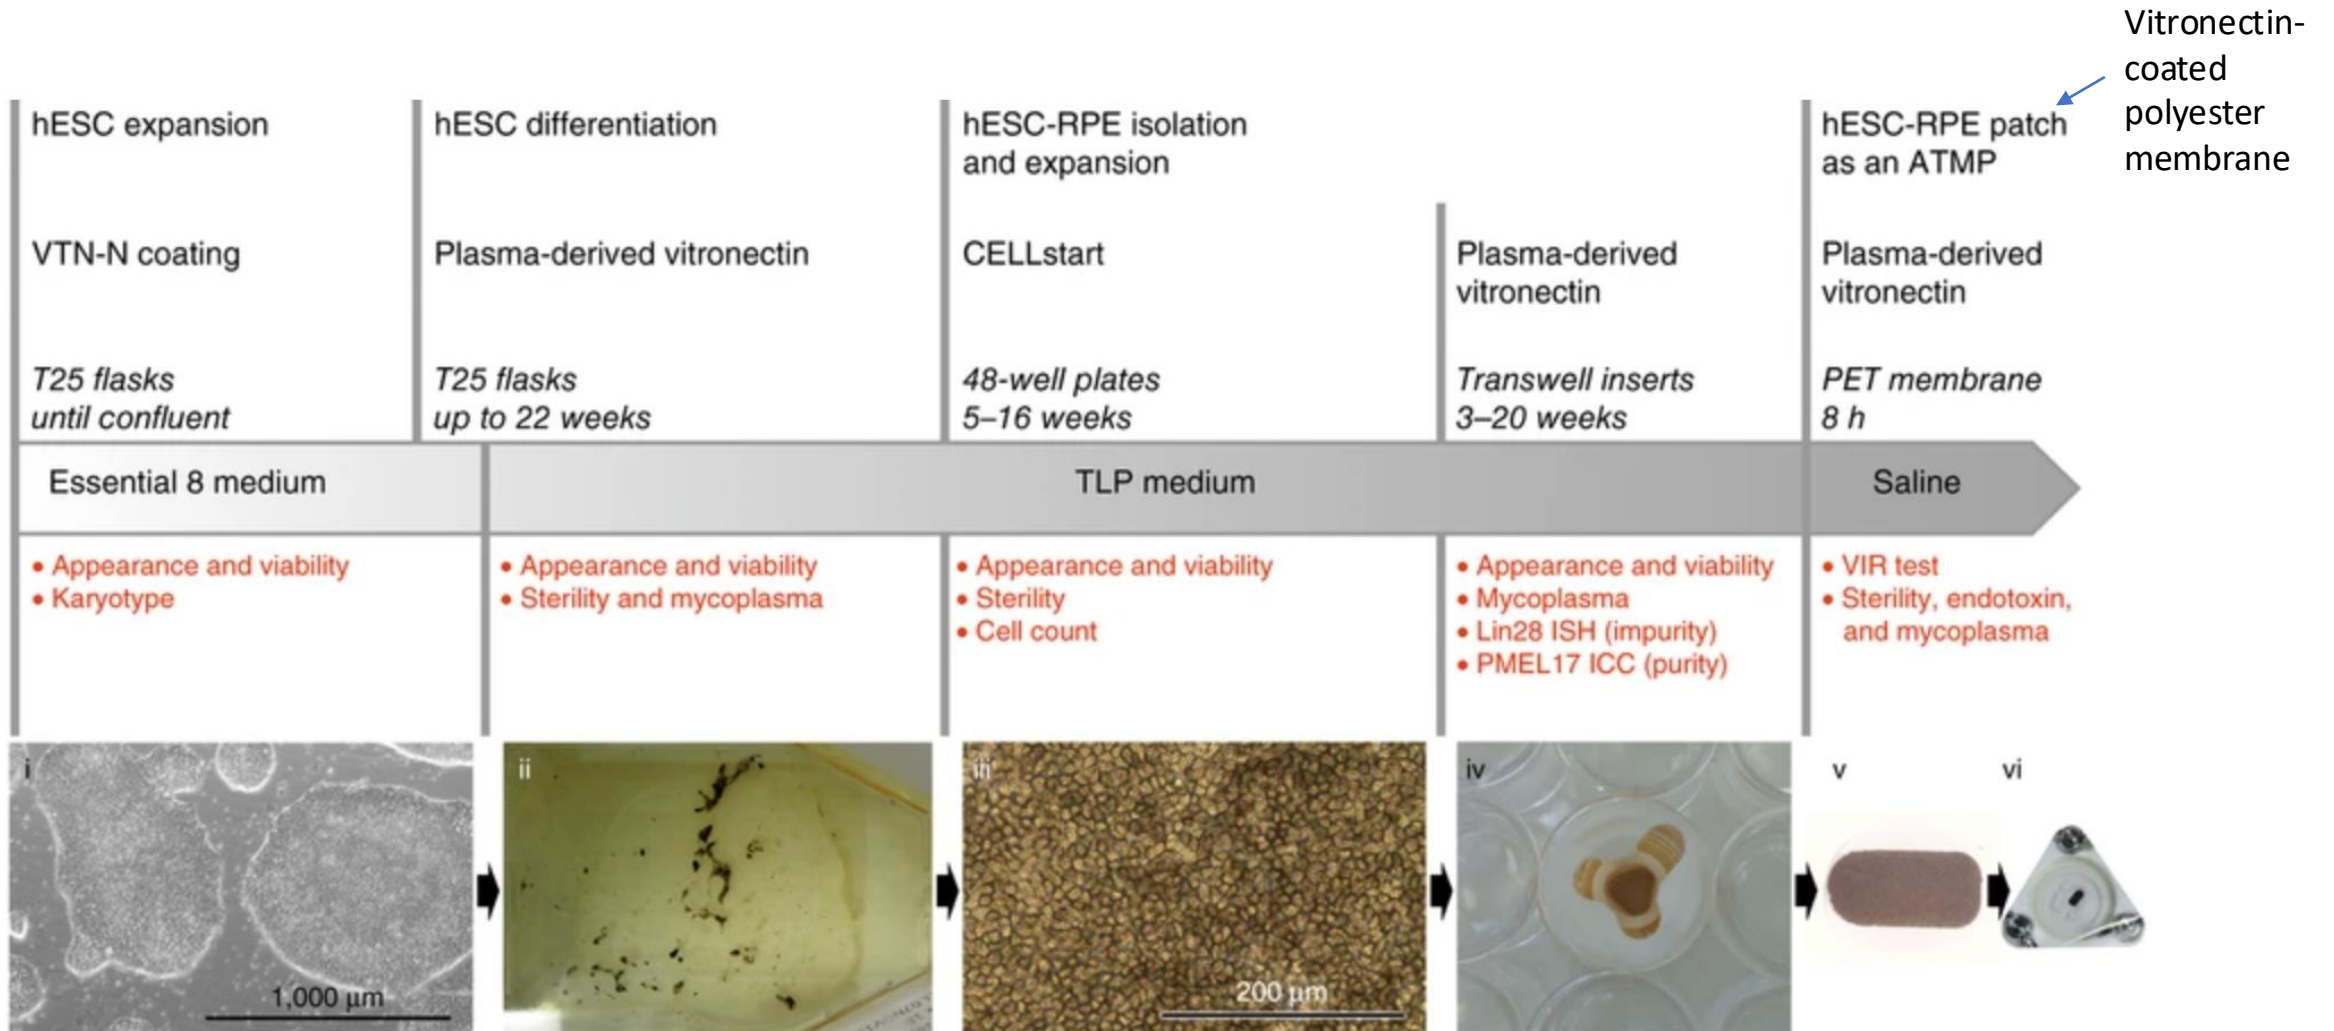 Vitronectin-
coated
polyester
membrane
hESC expansion
VTN-N coating
T25 flasks
until confluent
hESC differentiation
Plasma-derived vitronectin
T25 flasks
up to 22 weeks
hESC-RPE isolation
and expansion
CELLstart
48-well plates
5–16 weeks
Plasma-derived
vitronectin
Transwell inserts
3–20 weeks
hESC-RPE patch
as an ATMP
Plasma-derived
vitronectin
PET membrane
8 h
Essential 8 medium
TLP medium
Saline
• Appearance and viability
• Karyotype
• Appearance and viability
• Sterility and mycoplasma
• Appearance and viability
• Sterility
• Cell count
• Appearance and viability
• Mycoplasma
• Lin28 ISH (impurity)
• PMEL17 ICC (purity)
• VIR test
• Sterility, endotoxin,
and mycoplasma
i
1,000 µm
ii
iii
200 µm
iv
v
vi